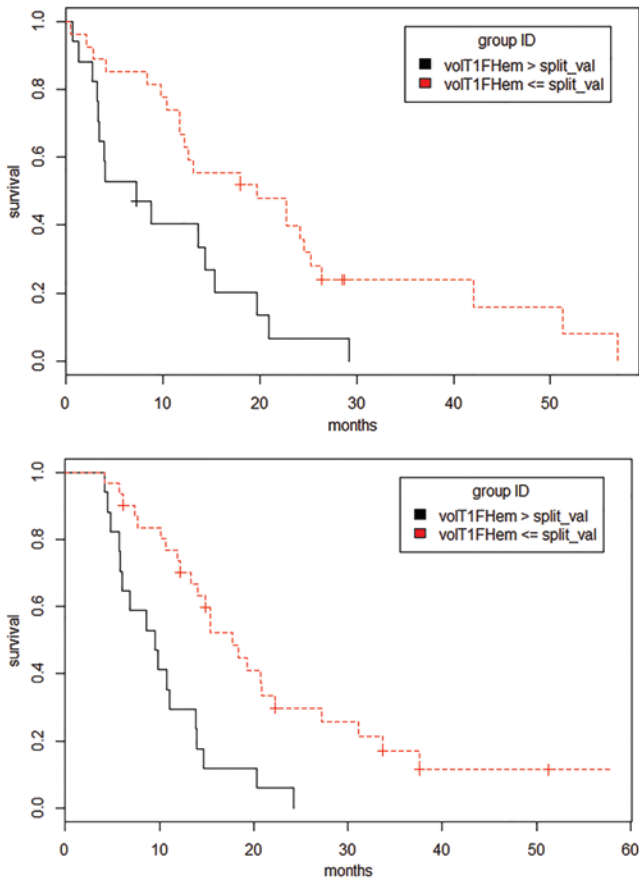 survival
0.0 0.2 0.4 0.6 0.8 1.0
group ID
volT1FHem > split_val
volT1FHem <= split_val
0 10 20 30 40 50
months
survival
0.0 0.2 0.4 0.6 0.8 1.0
group ID
volT1FHem > split_val
volT1FHem <= split_val
0 10 20 30 40 50 60
months